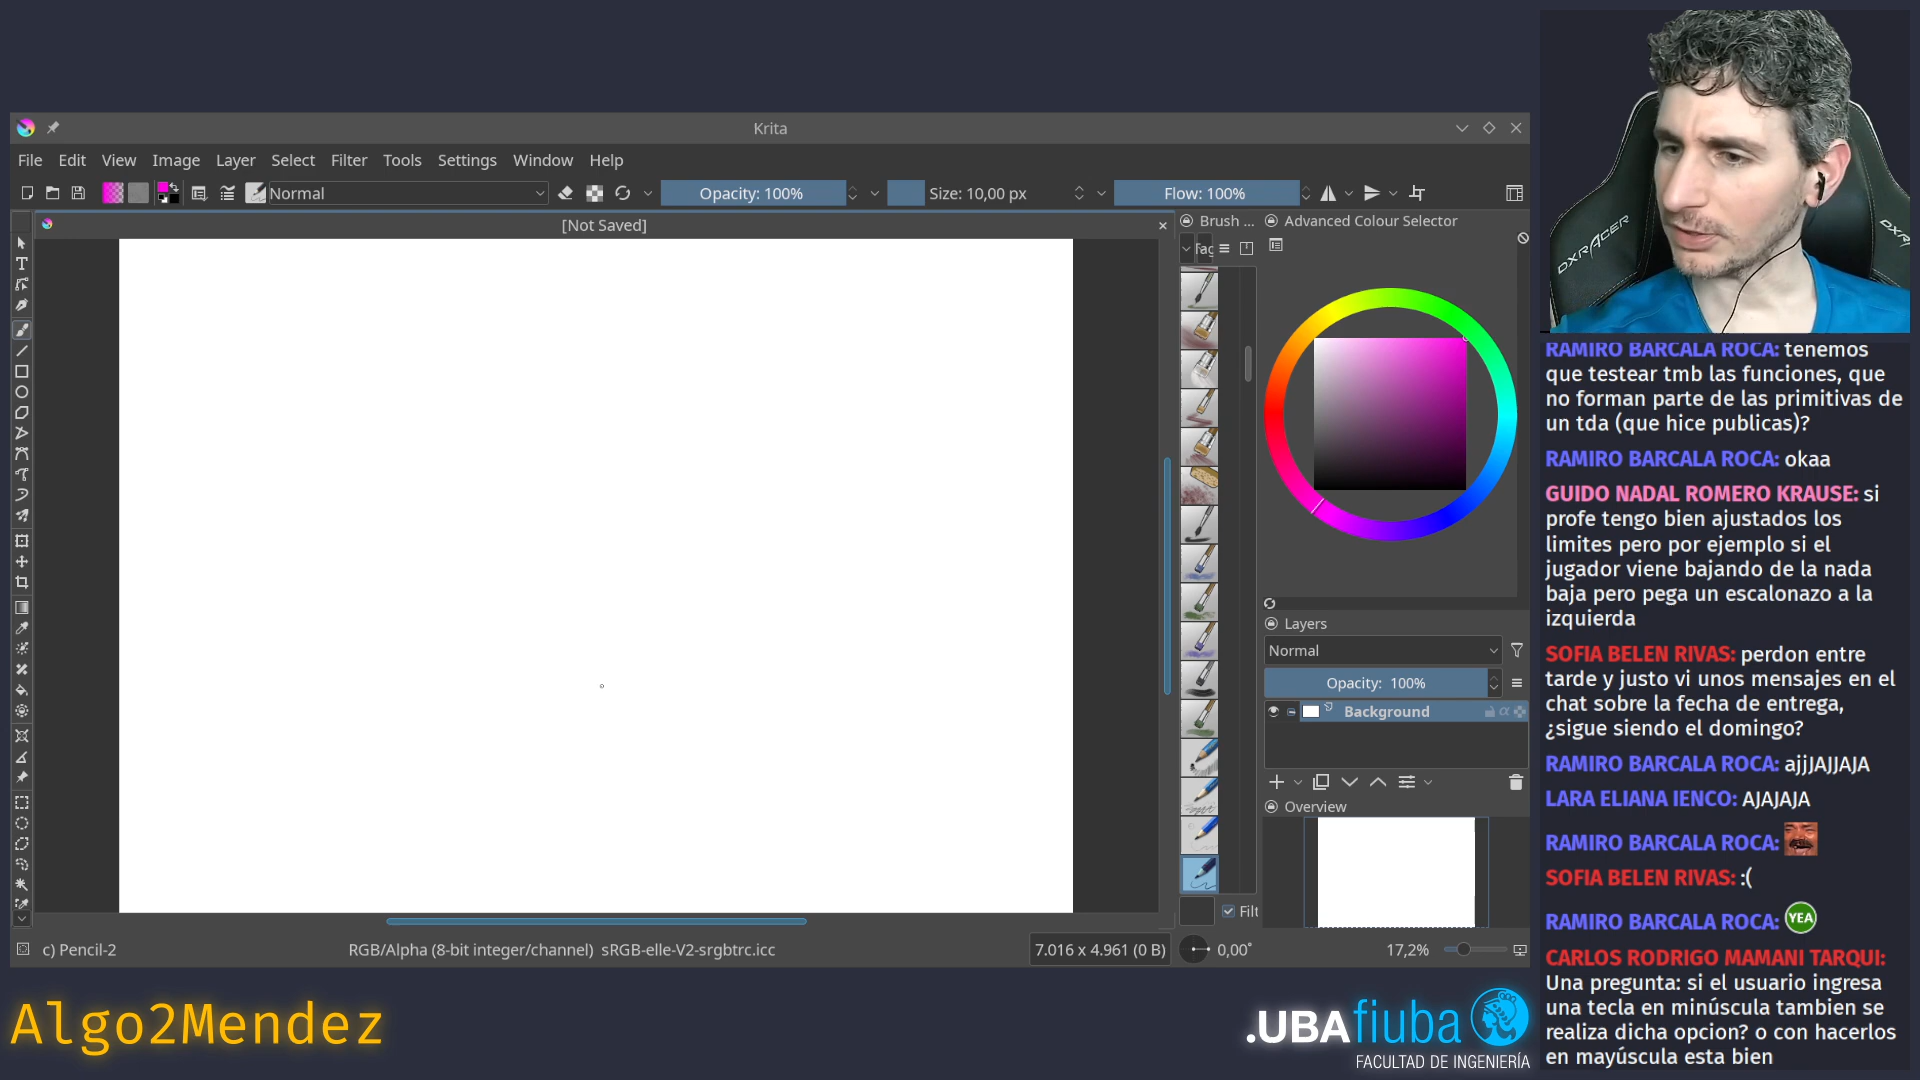 Krita
File Edit View Image Layer Select Filter Tools Settings Window Help
Normal
Opacity: 100%
Size: 10,00 px
Flow: 100%
[Not Saved]
Brush ...
Advanced Colour Selector
Tag
Layers
Normal
Opacity: 100%
Background
Overview
Filt
c) Pencil-2
RGB/Alpha (8-bit integer/channel) sRGB-elle-V2-srgbtrc.icc
7.016 x 4.961 (0 B)
0,00°
17,2%
DXRACER
RAMIRO BARCALA ROCA: tenemos
que testear tmb las funciones, que
no forman parte de las primitivas de
un tda (que hice publicas)?
RAMIRO BARCALA ROCA: okaa
GUIDO NADAL ROMERO KRAUSE: si
profe tengo bien ajustados los
limites pero por ejemplo si el
jugador viene bajando de la nada
baja pero pega un escalonazo a la
izquierda
SOFIA BELEN RIVAS: perdon entre
tarde y justo vi unos mensajes en el
chat sobre la fecha de entrega,
¿sigue siendo el domingo?
RAMIRO BARCALA ROCA: ajjJAJJAJA
LARA ELIANA IENCO: AJAJAJA
RAMIRO BARCALA ROCA:
SOFIA BELEN RIVAS: :(
RAMIRO BARCALA ROCA: YEA
CARLOS RODRIGO MAMANI TARQUI:
Una pregunta: si el usuario ingresa
una tecla en minúscula tambien se
realiza dicha opcion? o con hacerlos
en mayúscula esta bien
Algo2Mendez
.UBAfiuba
FACULTAD DE INGENIERÍA